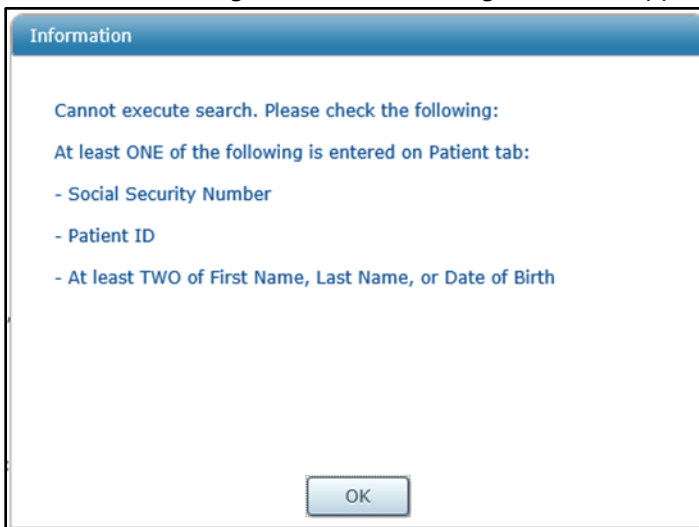 Information
Cannot execute search. Please check the following:
At least ONE of the following is entered on Patient tab:
- Social Security Number
- Patient ID
- At least TWO of First Name, Last Name, or Date of Birth
OK